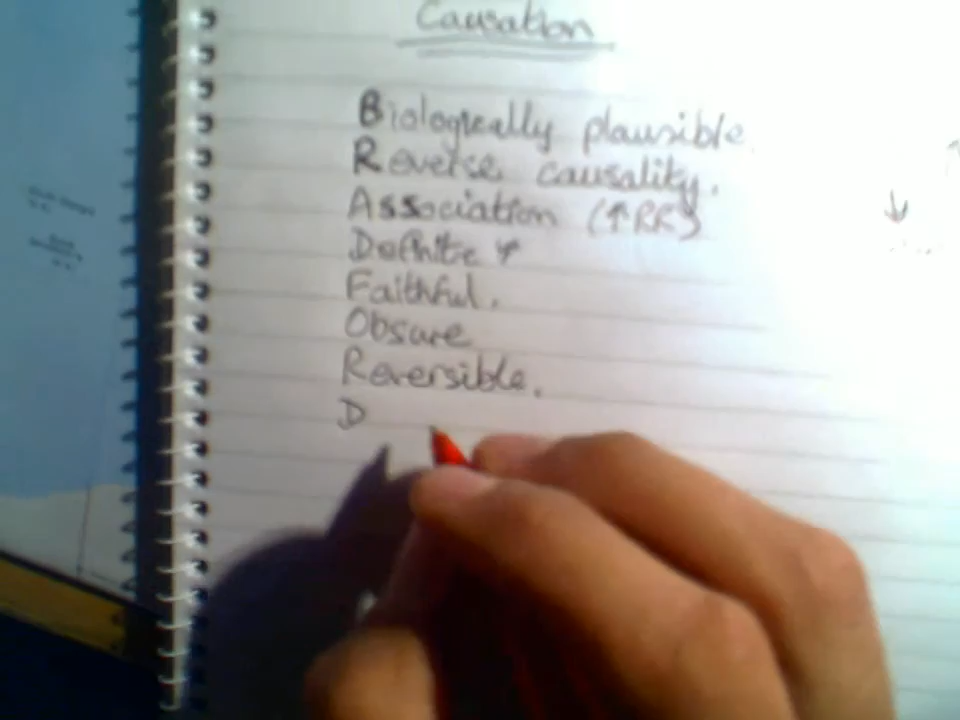 Causation
Biologically plausible.
Reverse causality.
Association (↑RR)
Definite
Faithful.
Obscure
Reversible.
D